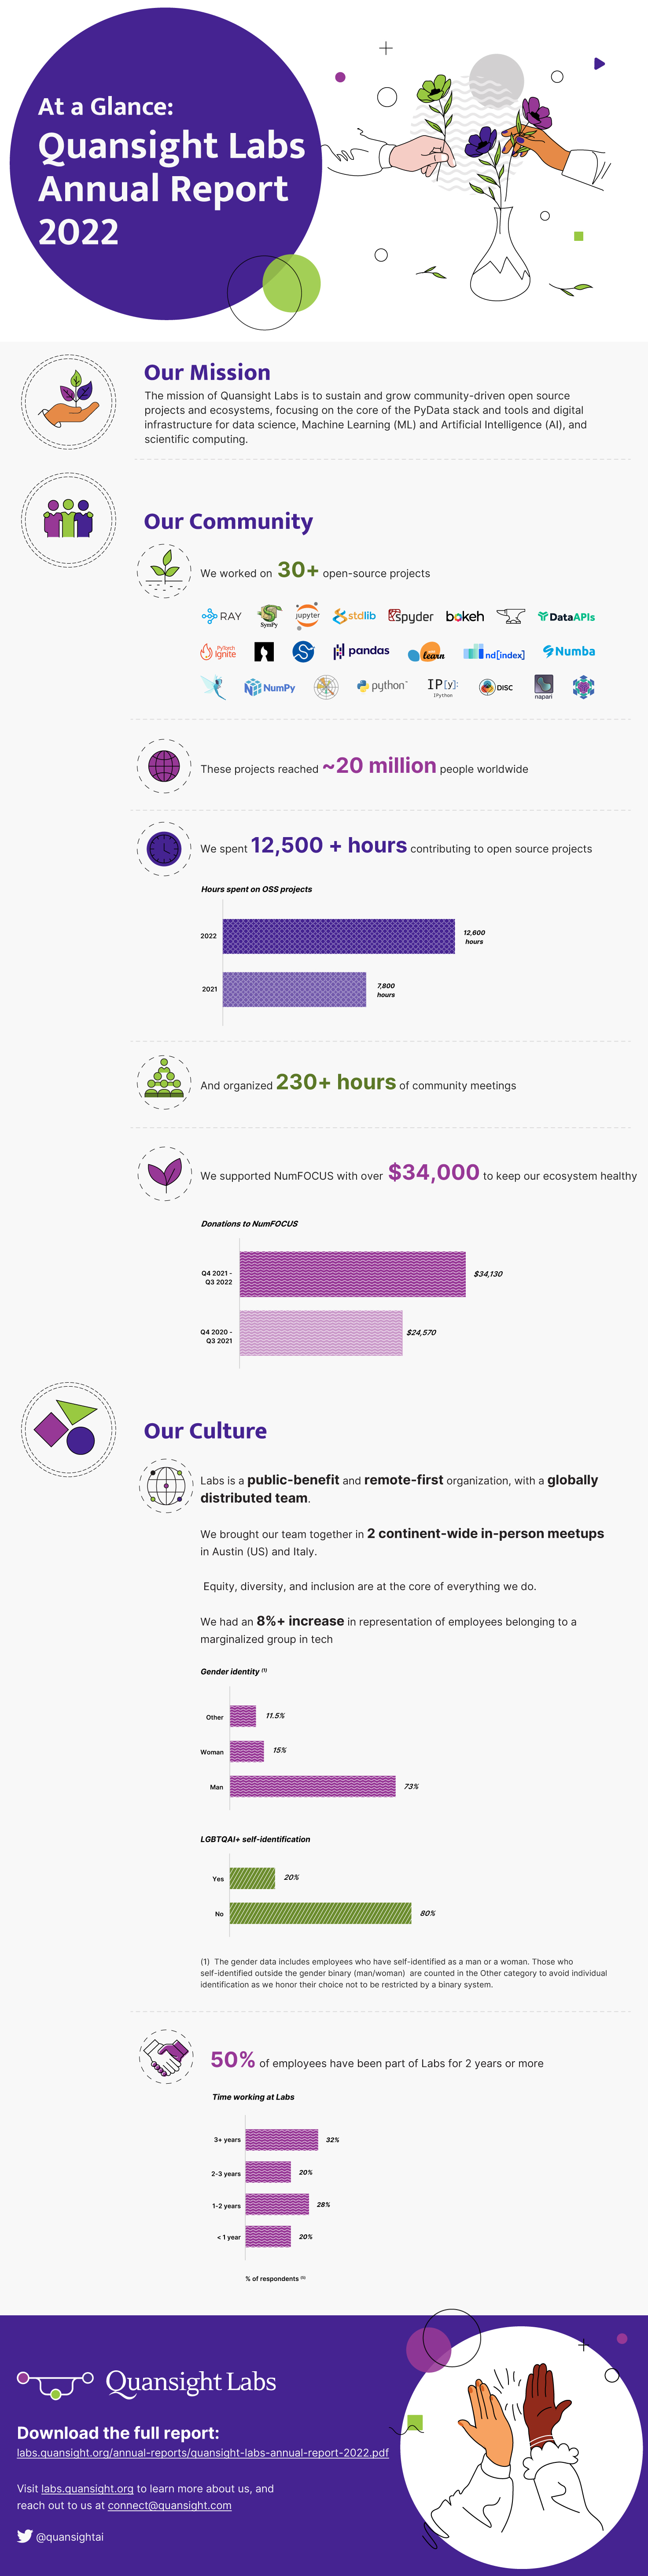 At a Glance:
Quansight Labs
Annual Report
2022
Our Mission
The mission of Quansight Labs is to sustain and grow community-driven open source
projects and ecosystems, focusing on the core of the PyData stack and tools and digital
infrastructure for data science, Machine Learning (ML) and Artificial Intelligence (AI), and
scientific computing.
Our Community
We worked on 30+ open-source projects
RAY
SymPy
jupyter
stdlib
spyder
bokeh
DataAPIs
PyTorch
Ignite
pandas
learn
nd[index]
Numba
NumPy
python
IP[y]:
IPython
DISC
napari
These projects reached ~20 million people worldwide
We spent 12,500 + hours contributing to open source projects
Hours spent on OSS projects
2022
12,600
hours
2021
7,800
hours
And organized 230+ hours of community meetings
We supported NumFOCUS with over $34,000 to keep our ecosystem healthy
Donations to NumFOCUS
Q4 2021 -
Q3 2022
$34,130
Q4 2020 -
Q3 2021
$24,570
Our Culture
Labs is a public-benefit and remote-first organization, with a globally
distributed team.
We brought our team together in 2 continent-wide in-person meetups
in Austin (US) and Italy.
Equity, diversity, and inclusion are at the core of everything we do.
We had an 8%+ increase in representation of employees belonging to a
marginalized group in tech
Gender identity (1)
Other 11.5%
Woman 15%
Man 73%
LGBTQAI+ self-identification
Yes 20%
No 80%
(1) The gender data includes employees who have self-identified as a man or a woman. Those who
self-identified outside the gender binary (man/woman) are counted in the Other category to avoid individual
identification as we honor their choice not to be restricted by a binary system.
50% of employees have been part of Labs for 2 years or more
Time working at Labs
3+ years 32%
2-3 years 20%
1-2 years 28%
< 1 year 20%
% of respondents
Quansight Labs
Download the full report:
labs.quansight.org/annual-reports/quansight-labs-annual-report-2022.pdf
Visit labs.quansight.org to learn more about us, and
reach out to us at connect@quansight.com
@quansightai